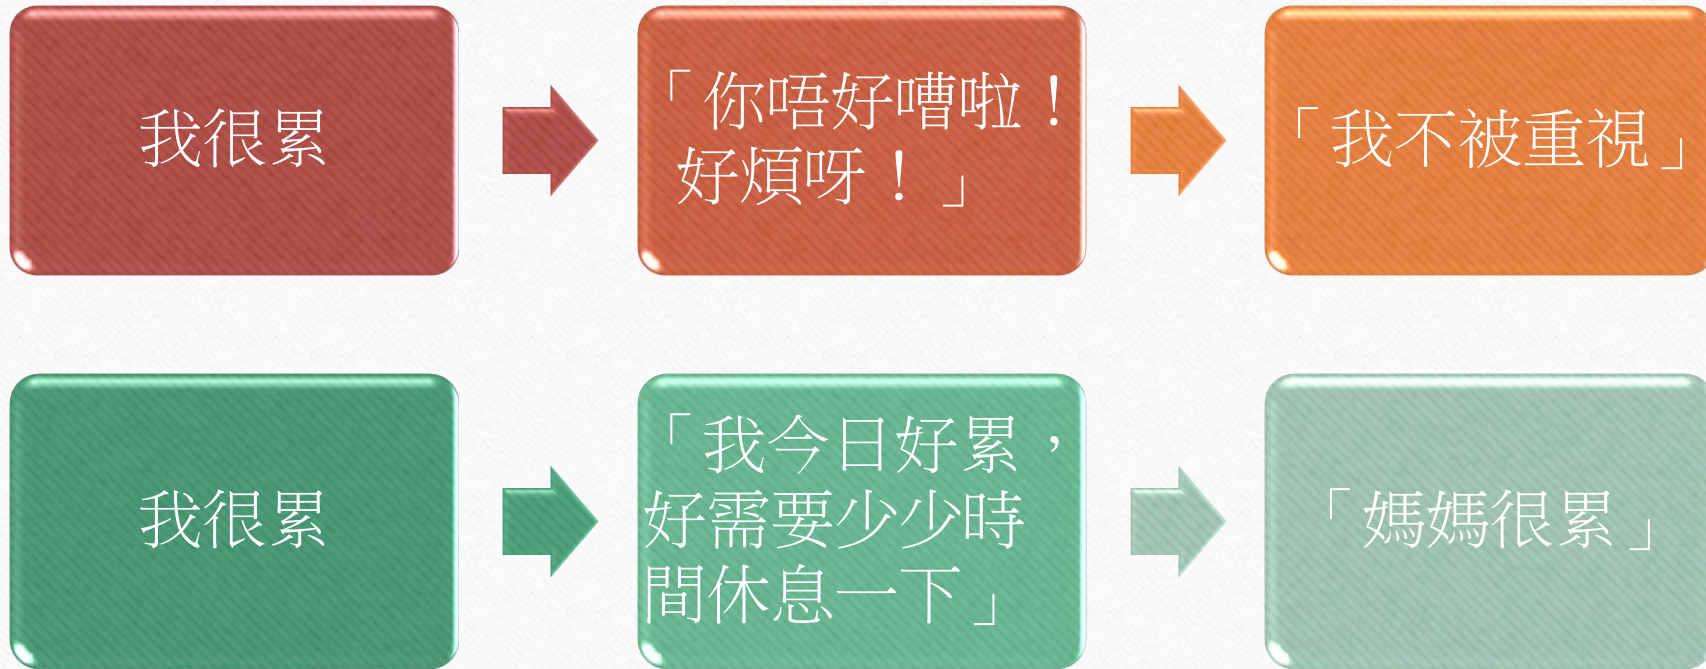 我很累
「你唔好嘈啦！
好煩呀！」
「我不被重視」
我很累
「我今日好累，
好需要少少時
間休息一下」
「媽媽很累」